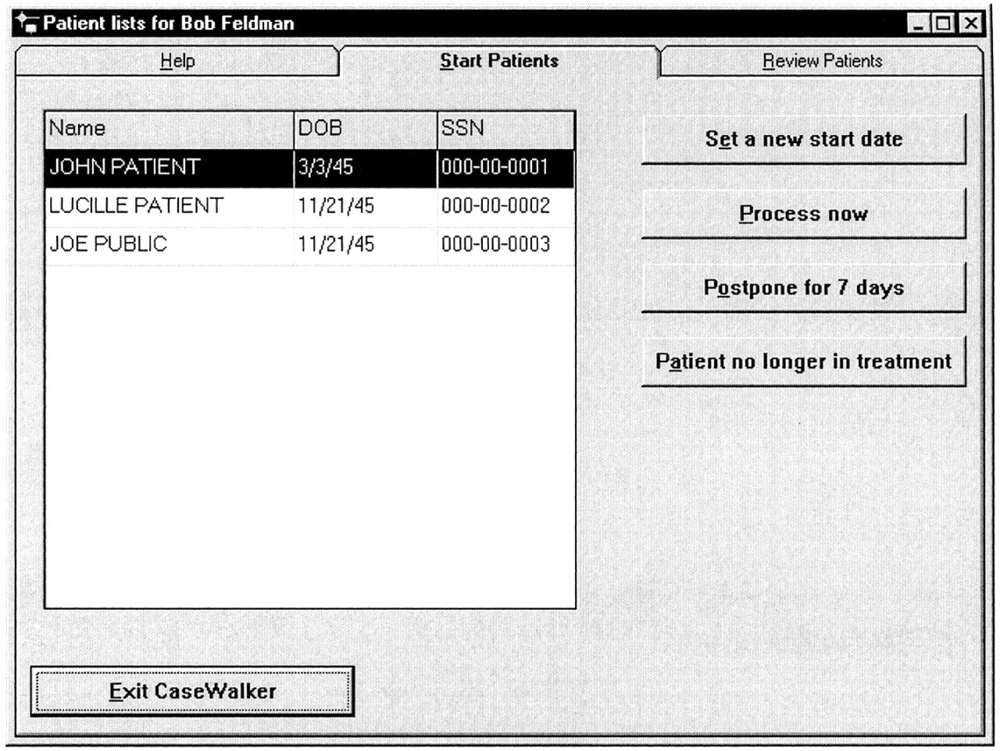 Patient lists for Bob Feldman
Help Start Patients Review Patients
Name DOB SSN
JOHN PATIENT 3/3/45 000-00-0001
LUCILLE PATIENT 11/21/45 000-00-0002
JOE PUBLIC 11/21/45 000-00-0003
Set a new start date
Process now
Postpone for 7 days
Patient no longer in treatment
Exit CaseWalker